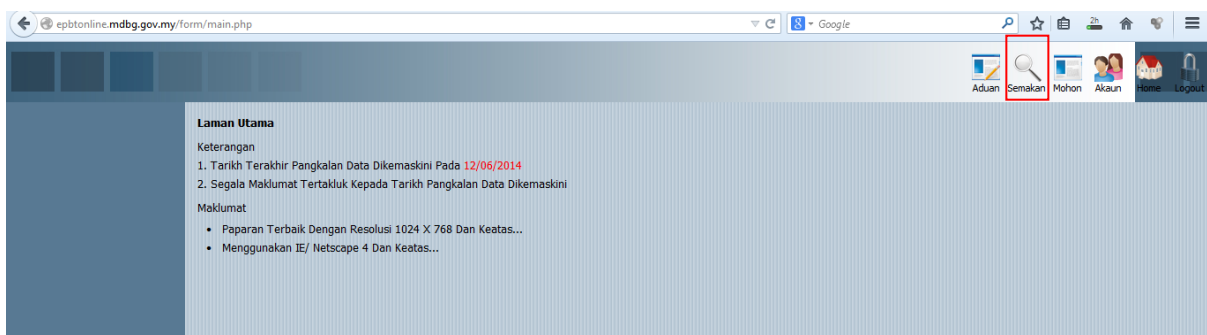 epbtonline.mdbg.gov.my/form/main.php
Google
2h
Aduan Semakan Mohon Akaun Home Logout
Laman Utama
Keterangan
1. Tarikh Terakhir Pangkalan Data Dikemaskini Pada 12/06/2014
2. Segala Maklumat Tertakluk Kepada Tarikh Pangkalan Data Dikemaskini
Maklumat
• Paparan Terbaik Dengan Resolusi 1024 X 768 Dan Keatas...
• Menggunakan IE/ Netscape 4 Dan Keatas...